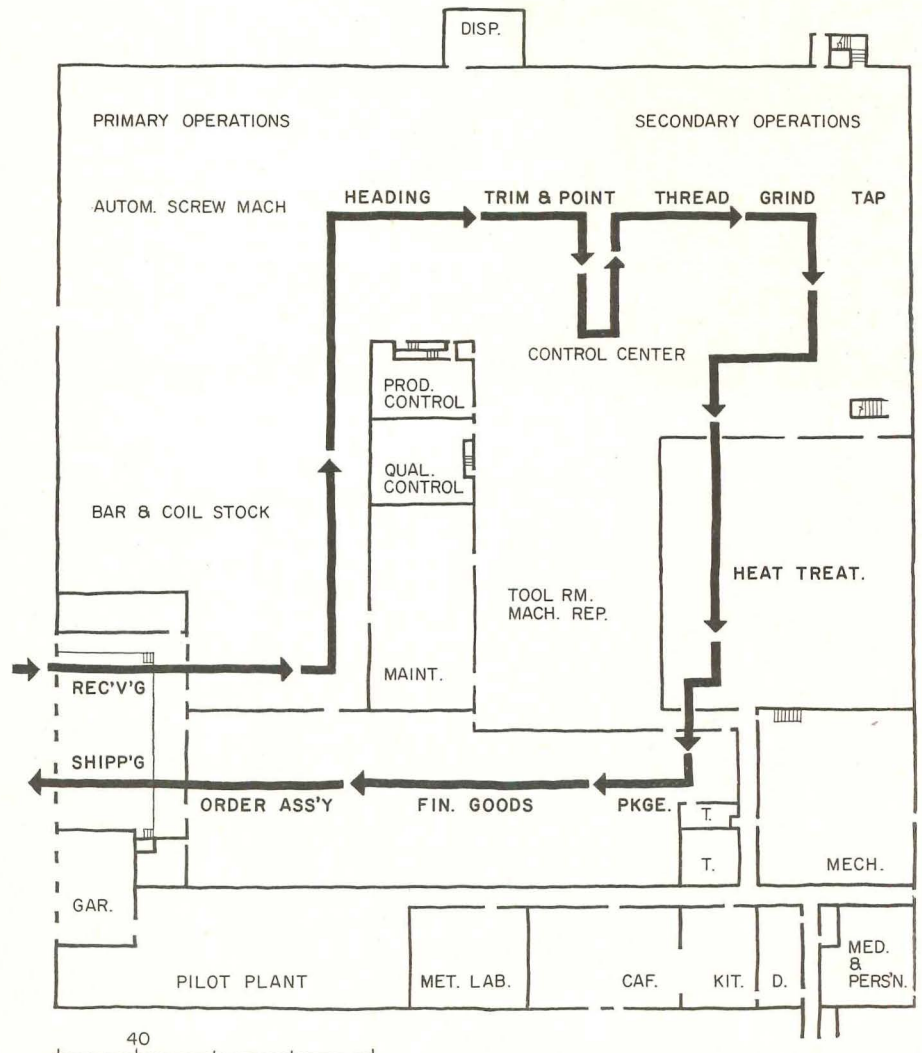 DISP.
PRIMARY OPERATIONS
SECONDARY OPERATIONS
AUTOM. SCREW MACH
HEADING
TRIM & POINT
THREAD
GRIND
TAP
CONTROL CENTER
PROD.
CONTROL
QUAL.
CONTROL
BAR & COIL STOCK
HEAT TREAT.
TOOL RM.
MACH. REP.
MAINT.
REC'V'G
SHIPP'G
ORDER ASS'Y
FIN. GOODS
PKGE.
T.
T.
MECH.
GAR.
PILOT PLANT
MET. LAB.
CAF.
KIT.
D.
MED.
&
PERS'N.
40